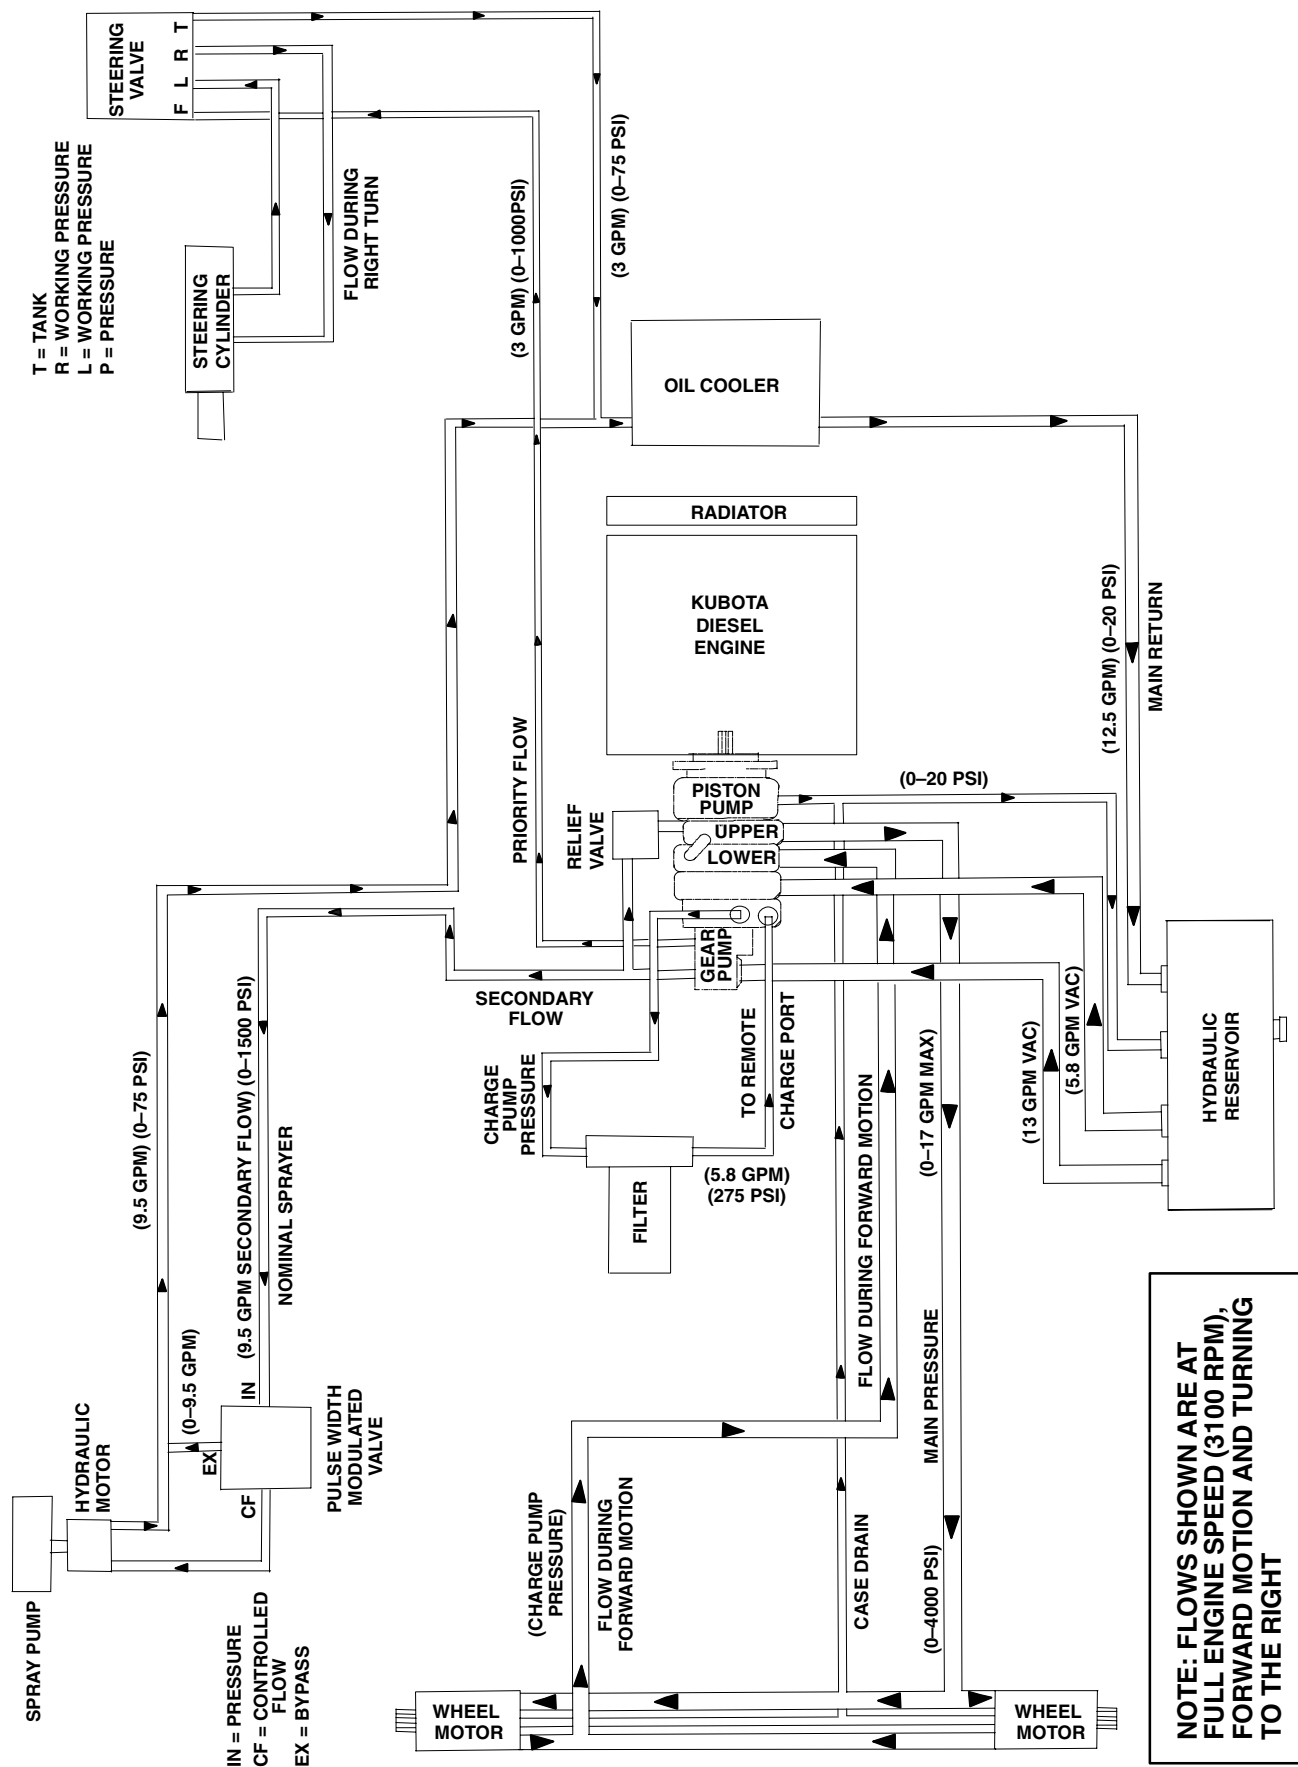 STEERING
VALVE
F L R T
T = TANK
R = WORKING PRESSURE
L = WORKING PRESSURE
P = PRESSURE
STEERING
CYLINDER
FLOW DURING
RIGHT TURN
(3 GPM) (0–1000PSI)
(3 GPM) (0–75 PSI)
OIL COOLER
RADIATOR
KUBOTA
DIESEL
ENGINE
(12.5 GPM) (0–20 PSI)
MAIN RETURN
PRIORITY FLOW
RELIEF
VALVE
PISTON
PUMP
UPPER
LOWER
(0–20 PSI)
GEAR
PUMP
SECONDARY
FLOW
CHARGE
PUMP
PRESSURE
TO REMOTE
CHARGE PORT
FILTER
(5.8 GPM)
(275 PSI)
(0–17 GPM MAX)
(13 GPM VAC)
(5.8 GPM VAC)
HYDRAULIC
RESERVOIR
(9.5 GPM) (0–75 PSI)
(9.5 GPM SECONDARY FLOW) (0–1500 PSI)
NOMINAL SPRAYER
(0–9.5 GPM)
SPRAY PUMP
HYDRAULIC
MOTOR
CF
EX
IN
PULSE WIDTH
MODULATED
VALVE
IN = PRESSURE
CF = CONTROLLED
FLOW
EX = BYPASS
(CHARGE PUMP
PRESSURE)
FLOW DURING
FORWARD MOTION
CASE DRAIN
FLOW DURING FORWARD MOTION
MAIN PRESSURE
(0–4000 PSI)
WHEEL
MOTOR
WHEEL
MOTOR
NOTE: FLOWS SHOWN ARE AT
FULL ENGINE SPEED (3100 RPM),
FORWARD MOTION AND TURNING
TO THE RIGHT